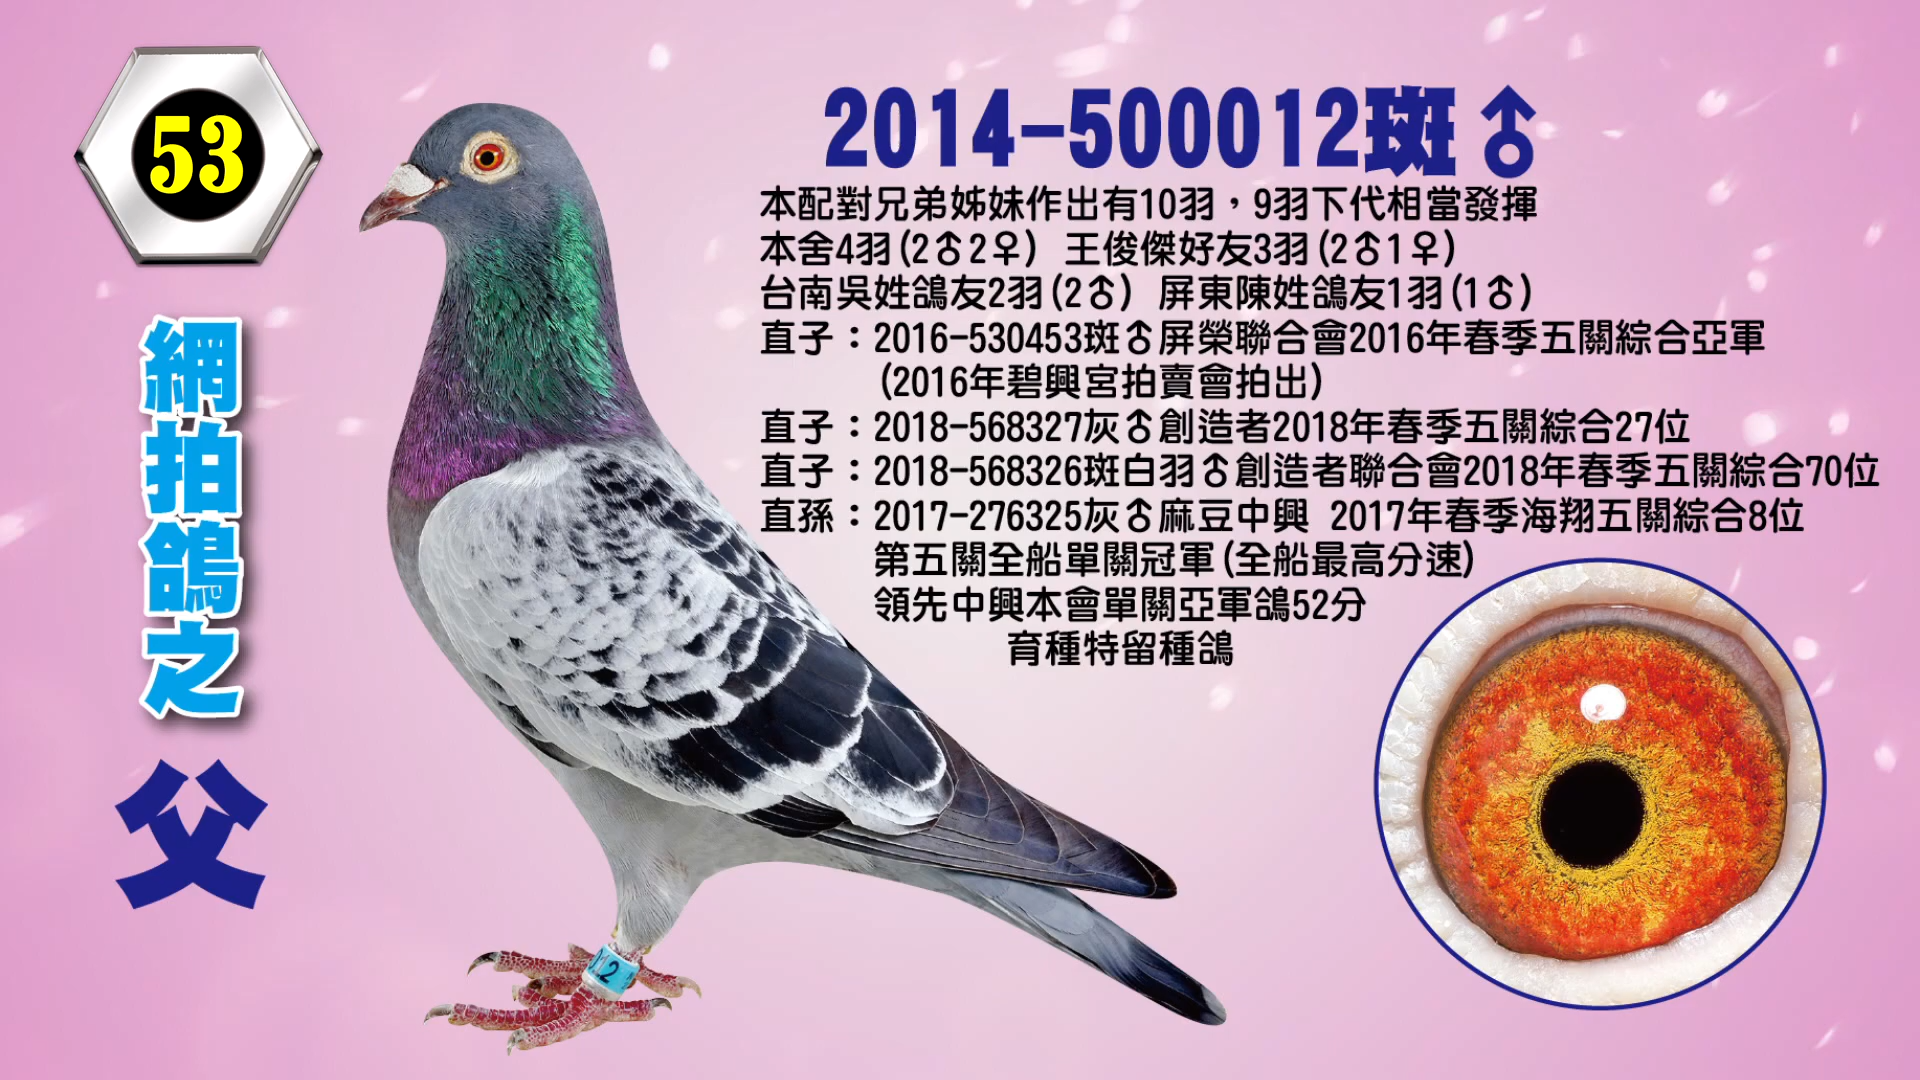 53
網拍鴿之
父
2014-500012斑♂
本配對兄弟姊妹作出有10羽，9羽下代相當發揮
本舍4羽(2♂2♀) 王俊傑好友3羽(2♂1♀)
台南吳姓鴿友2羽(2♂) 屏東陳姓鴿友1羽(1♂)
直子：2016-530453斑♂屏榮聯合會2016年春季五關綜合亞軍
(2016年碧興宮拍賣會拍出)
直子：2018-568327灰♂創造者2018年春季五關綜合27位
直子：2018-568326斑白羽♂創造者聯合會2018年春季五關綜合70位
直孫：2017-276325灰♂麻豆中興 2017年春季海翔五關綜合8位
第五關全船單關冠軍(全船最高分速)
領先中興本會單關亞軍鴿52分
育種特留種鴿
12